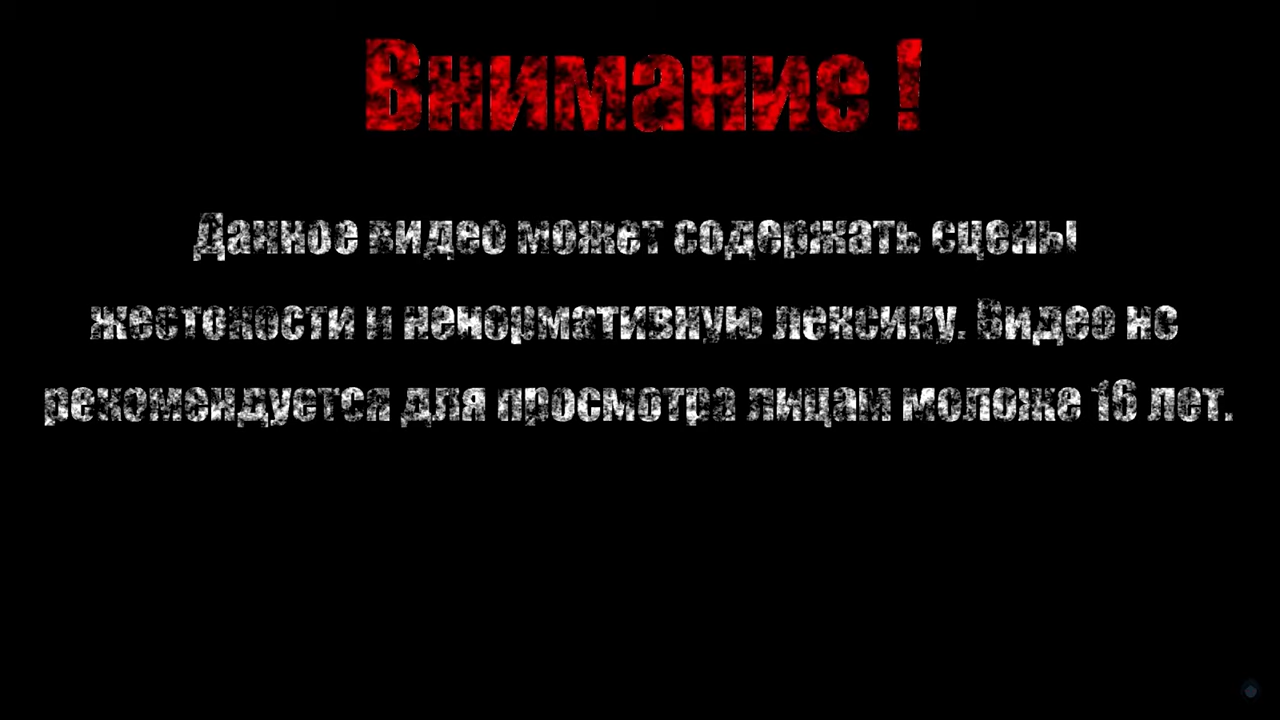 Внимание !
Данное видео может содержать сцены
жестокости и ненормативную лексику. Видео не
рекомендуется для просмотра лицам моложе 16 лет.